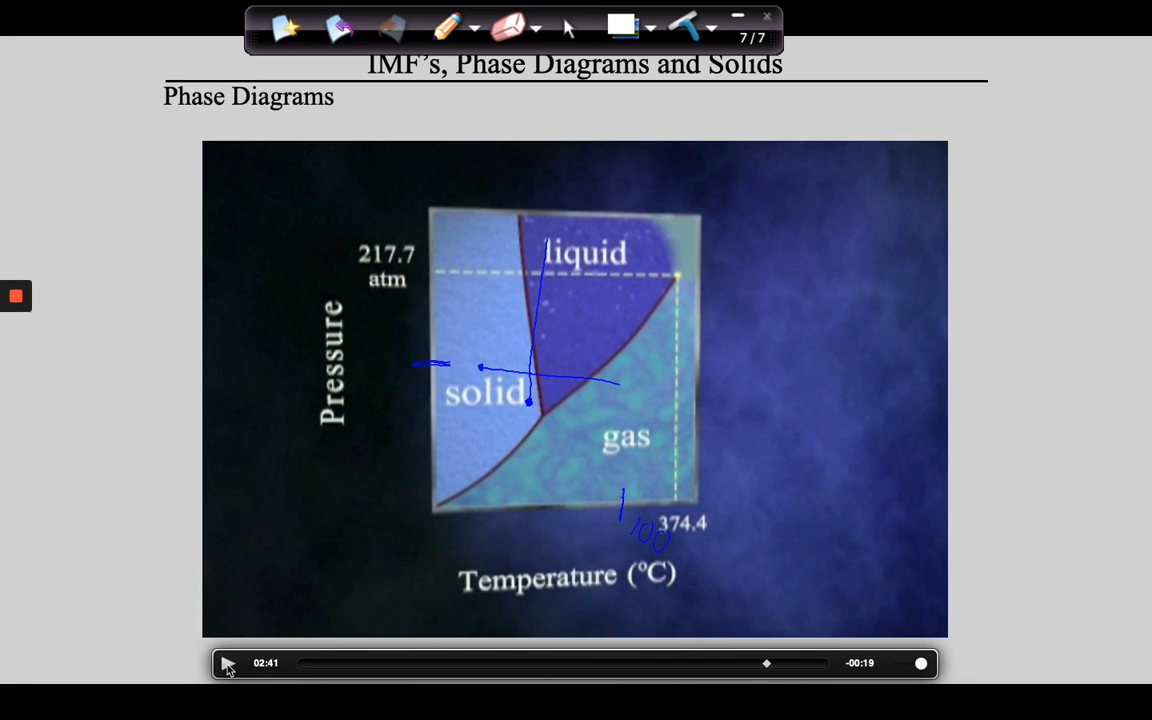 7 / 7
IMF's, Phase Diagrams and Solids
Phase Diagrams
217.7
atm
liquid
Pressure
solid
gas
100
374.4
Temperature (ºC)
02:41
-00:19